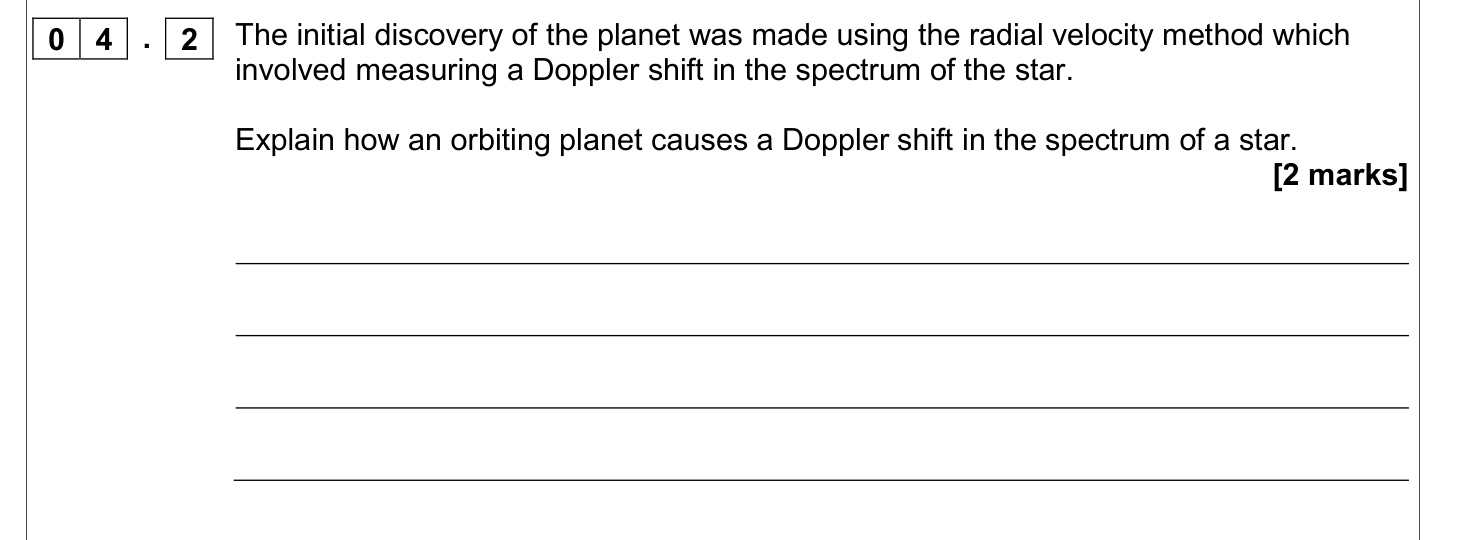 04.2 The initial discovery of the planet was made using the radial velocity method which
involved measuring a Doppler shift in the spectrum of the star.
Explain how an orbiting planet causes a Doppler shift in the spectrum of a star.
[2 marks]